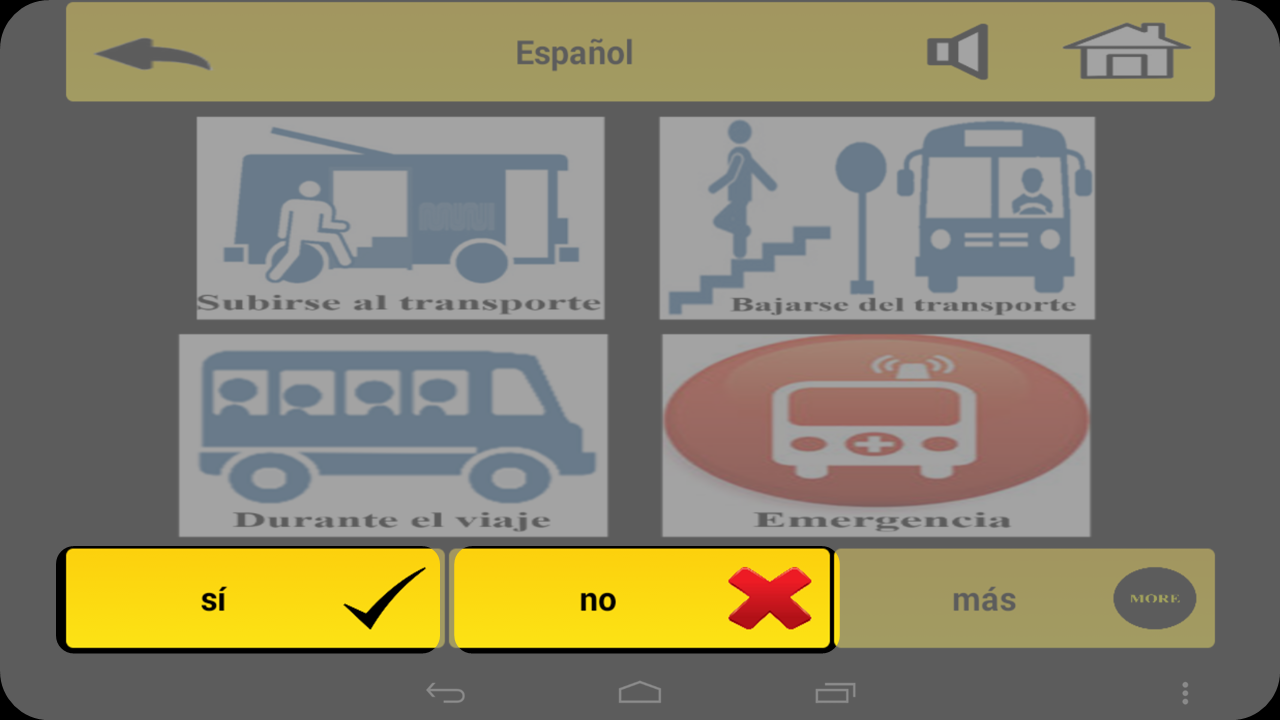 Español
Subirse al transporte
Bajarse del transporte
Durante el viaje
Emergencia
sí
no
más
MORE